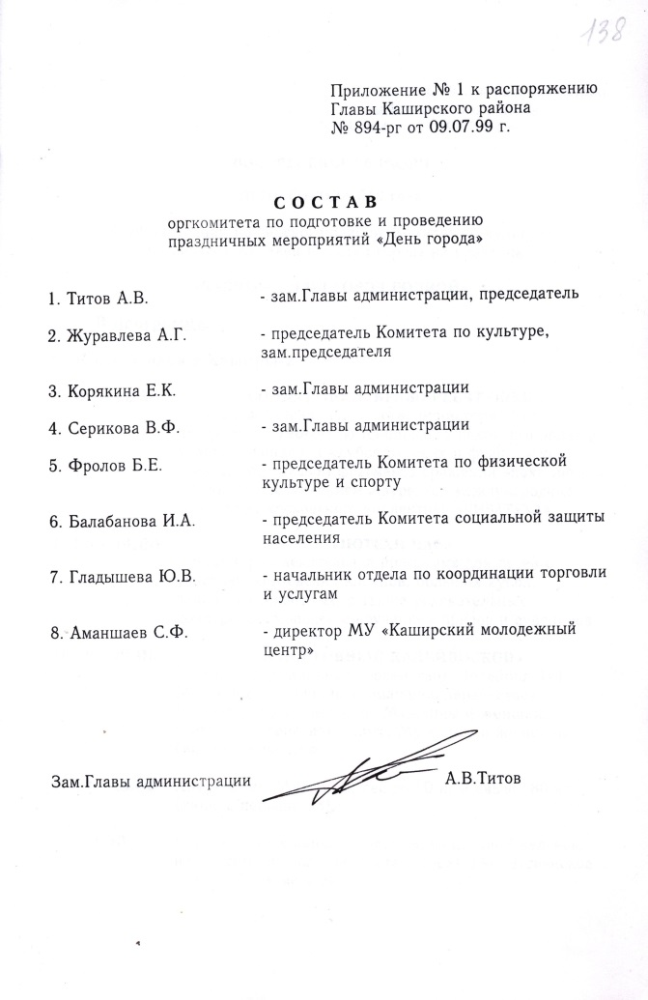 138
Приложение № 1 к распоряжению
Главы Каширского района
№ 894-рг от 09.07.99 г.
СОСТАВ
оргкомитета по подготовке и проведению
праздничных мероприятий «День города»
1. Титов А.В. - зам.Главы администрации, председатель
2. Журавлева А.Г. - председатель Комитета по культуре,
зам.председателя
3. Корякина Е.К. - зам.Главы администрации
4. Серикова В.Ф. - зам.Главы администрации
5. Фролов Б.Е. - председатель Комитета по физической
культуре и спорту
6. Балабанова И.А. - председатель Комитета социальной защиты
населения
7. Гладышева Ю.В. - начальник отдела по координации торговли
и услугам
8. Аманшаев С.Ф. - директор МУ «Каширский молодежный
центр»
Зам.Главы администрации А.В.Титов